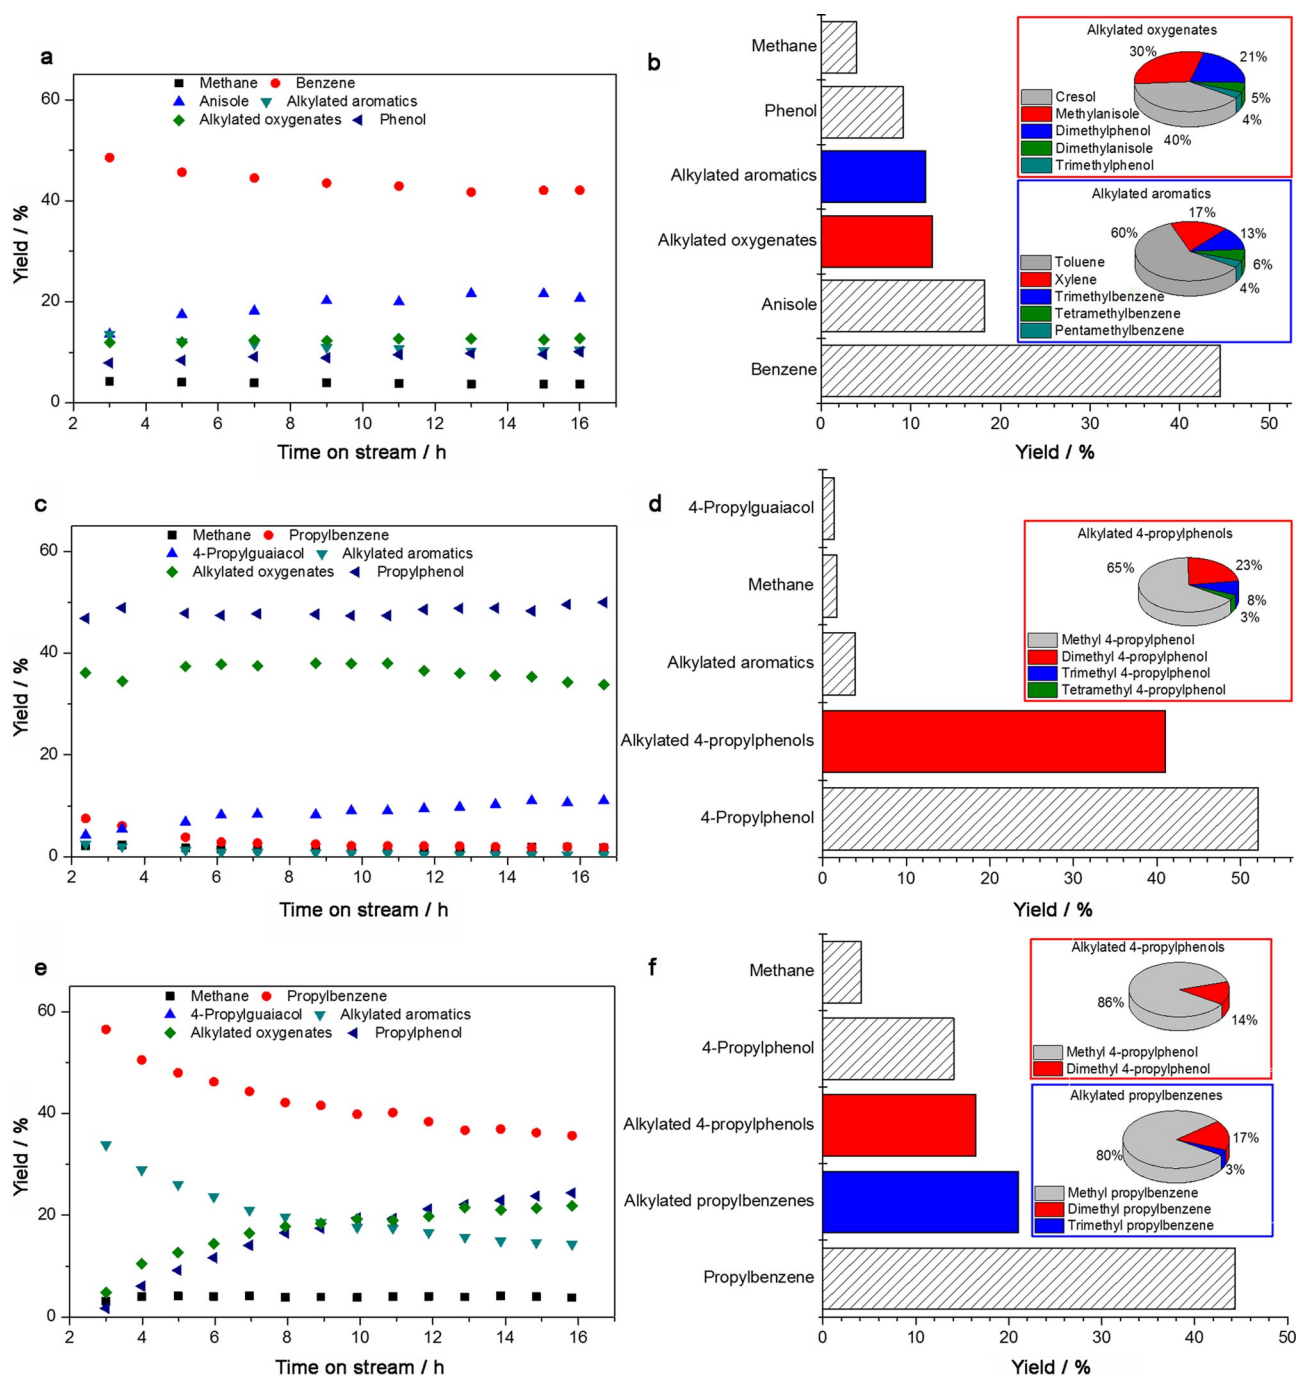 a
Methane Benzene
Anisole Alkylated aromatics
Alkylated oxygenates Phenol
60
40
20
0
Yield / %
2 4 6 8 10 12 14 16
Time on stream / h
b
Methane
Phenol
Alkylated aromatics
Alkylated oxygenates
Anisole
Benzene
0 10 20 30 40 50
Yield / %
Alkylated oxygenates
30% 21%
5%
4%
40%
Cresol
Methylanisole
Dimethylphenol
Dimethylanisole
Trimethylphenol
Alkylated aromatics
17%
60% 13%
6%
4%
Toluene
Xylene
Trimethylbenzene
Tetramethylbenzene
Pentamethylbenzene
c
Methane Propylbenzene
4-Propylguaiacol Alkylated aromatics
Alkylated oxygenates Propylphenol
60
40
20
0
Yield / %
2 4 6 8 10 12 14 16
Time on stream / h
d
4-Propylguaiacol
Methane
Alkylated aromatics
Alkylated 4-propylphenols
4-Propylphenol
0 10 20 30 40 50
Yield / %
Alkylated 4-propylphenols
65% 23%
8%
3%
Methyl 4-propylphenol
Dimethyl 4-propylphenol
Trimethyl 4-propylphenol
Tetramethyl 4-propylphenol
e
Methane Propylbenzene
4-Propylguaiacol Alkylated aromatics
Alkylated oxygenates Propylphenol
60
40
20
0
Yield / %
2 4 6 8 10 12 14 16
Time on stream / h
f
Methane
4-Propylphenol
Alkylated 4-propylphenols
Alkylated propylbenzenes
Propylbenzene
0 10 20 30 40 50
Yield / %
Alkylated 4-propylphenols
86%
14%
Methyl 4-propylphenol
Dimethyl 4-propylphenol
Alkylated propylbenzenes
17%
80%
3%
Methyl propylbenzene
Dimethyl propylbenzene
Trimethyl propylbenzene